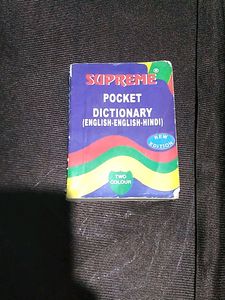 SUPREME
POCKET
DICTIONARY
(ENGLISH-ENGLISH-HINDI)
NEW
EDITION
TWO
COLOUR